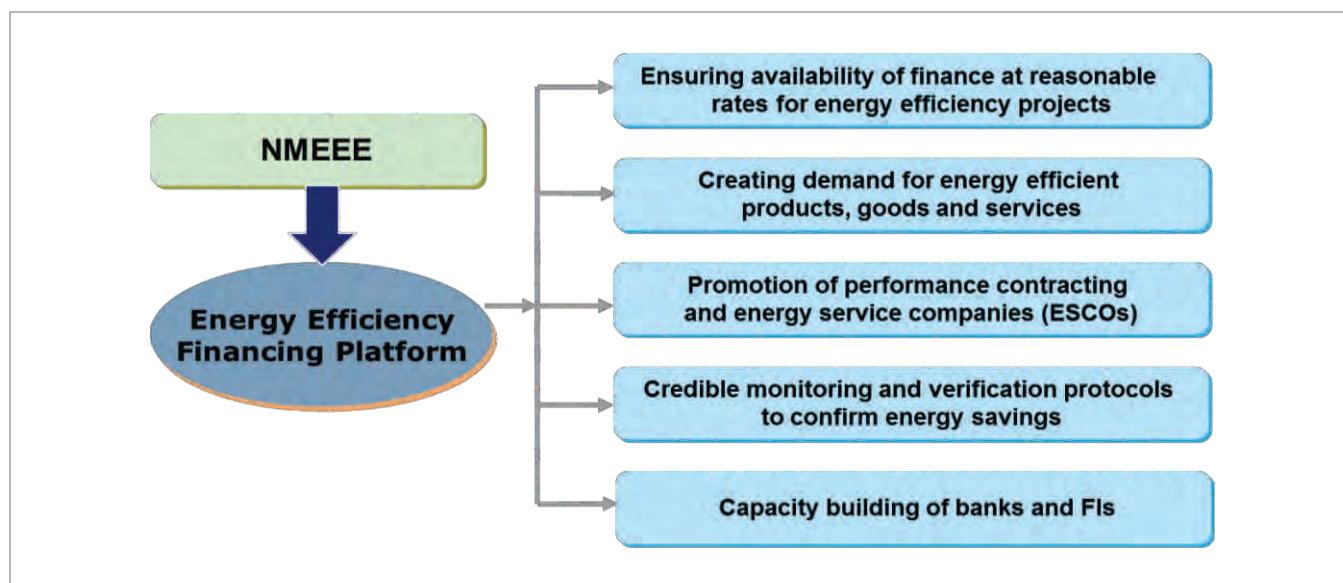 NMEEE
Energy Efficiency
Financing Platform
Ensuring availability of finance at reasonable
rates for energy efficiency projects
Creating demand for energy efficient
products, goods and services
Promotion of performance contracting
and energy service companies (ESCOs)
Credible monitoring and verification protocols
to confirm energy savings
Capacity building of banks and FIs